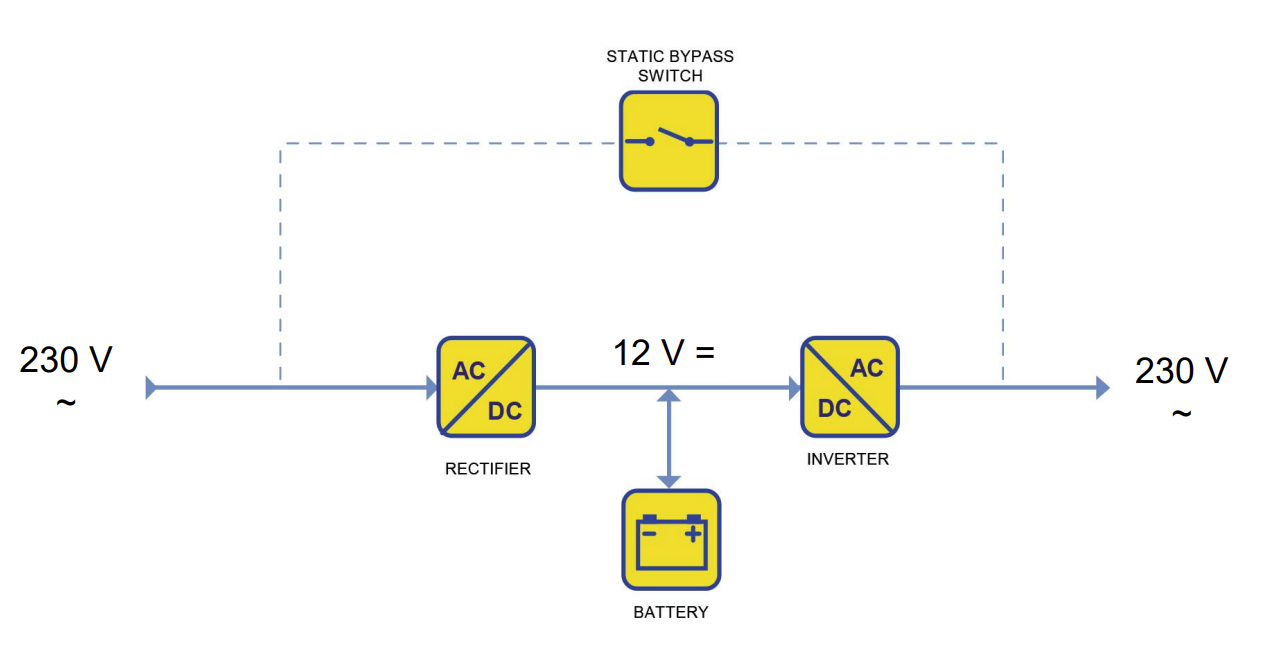 STATIC BYPASS
SWITCH
230 V
~
AC
DC
RECTIFIER
12 V =
- +
BATTERY
AC
DC
INVERTER
230 V
~